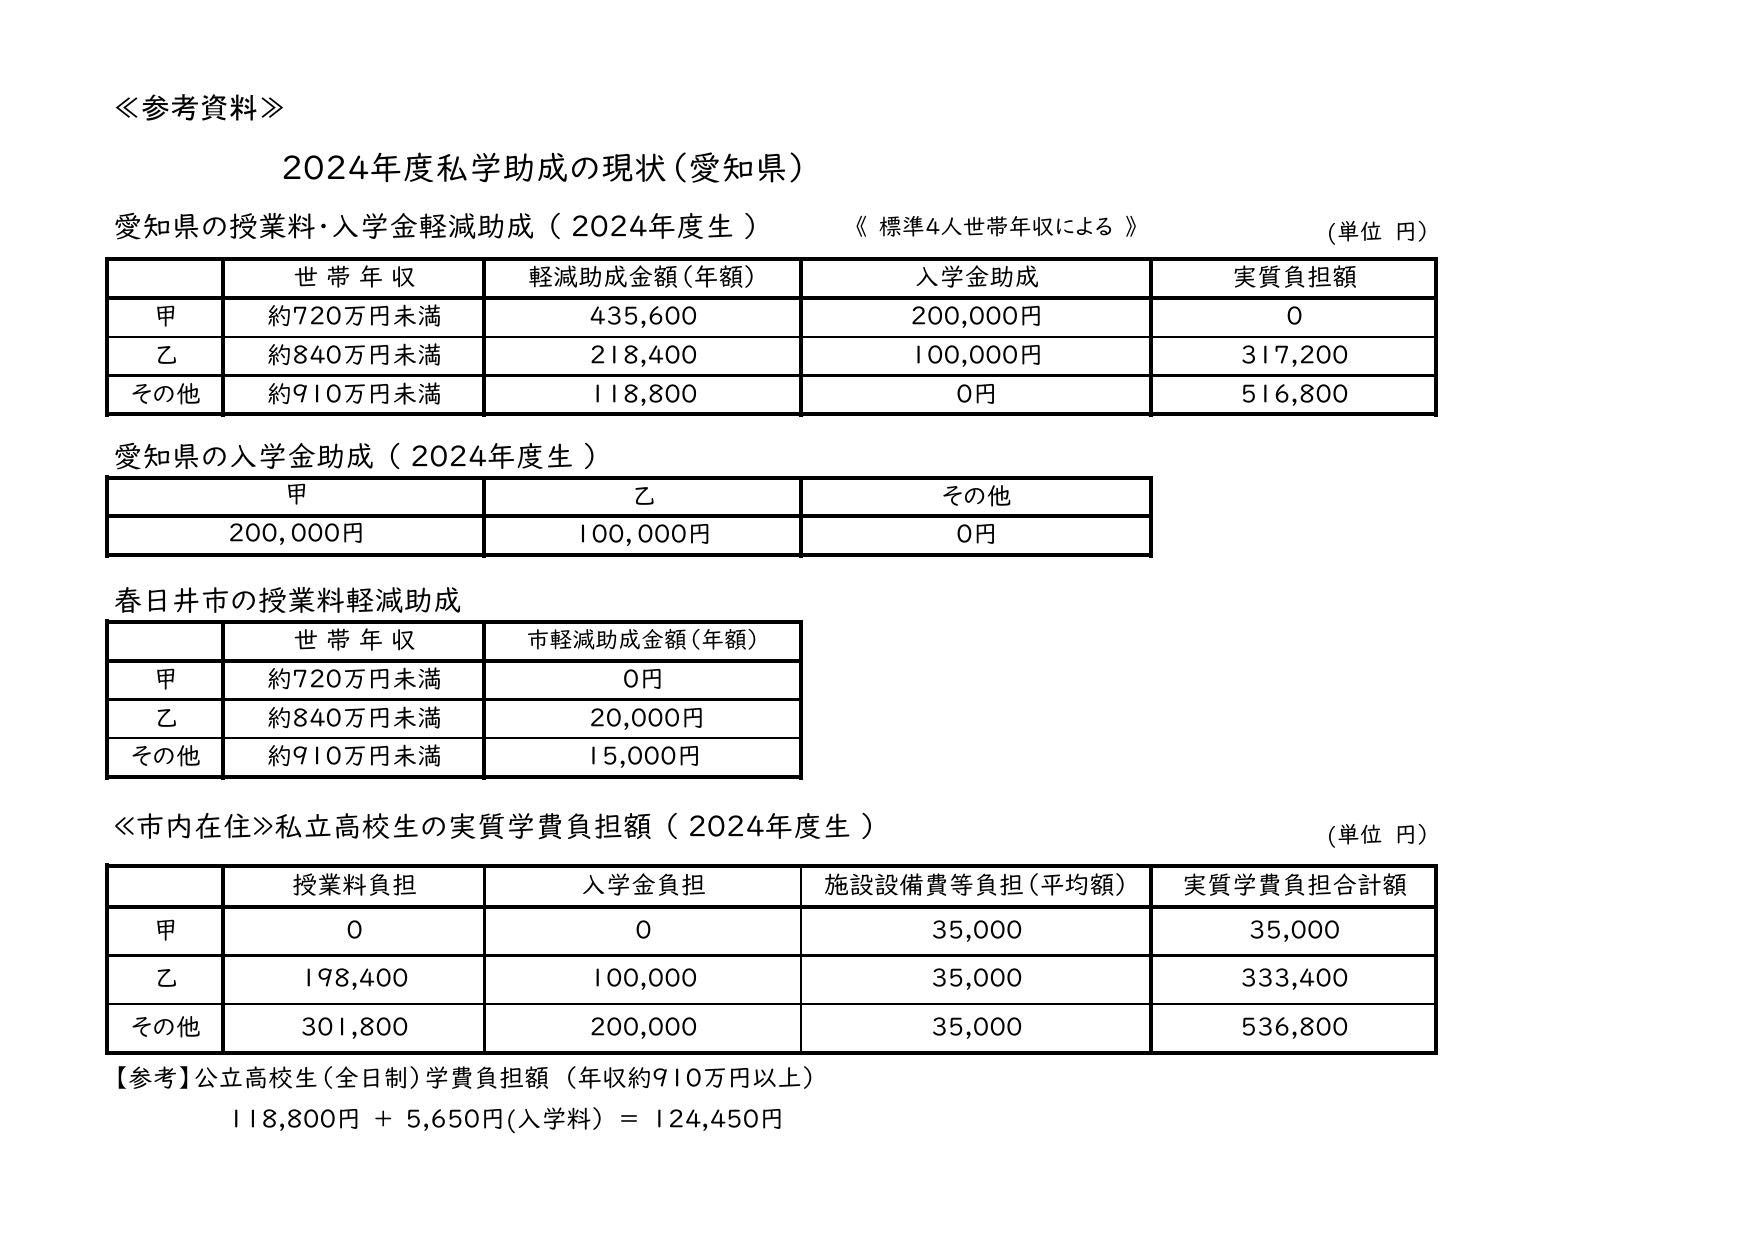 ≪参考資料≫
2024年度私学助成の現状（愛知県）
愛知県の授業料・入学金軽減助成（ 2024年度生 ） 《 標準4人世帯年収による 》 （単位 円）
世 帯 年 収 軽減助成金額（年額） 入学金助成 実質負担額
甲 約720万円未満 435,600 200,000円 0
乙 約840万円未満 218,400 100,000円 317,200
その他 約910万円未満 118,800 0円 516,800
愛知県の入学金助成（ 2024年度生 ）
甲 乙 その他
200,000円 100,000円 0円
春日井市の授業料軽減助成
世 帯 年 収 市軽減助成金額（年額）
甲 約720万円未満 0円
乙 約840万円未満 20,000円
その他 約910万円未満 15,000円
≪市内在住≫私立高校生の実質学費負担額（ 2024年度生 ） （単位 円）
授業料負担 入学金負担 施設設備費等負担（平均額） 実質学費負担合計額
甲 0 0 35,000 35,000
乙 198,400 100,000 35,000 333,400
その他 301,800 200,000 35,000 536,800
【参考】公立高校生（全日制）学費負担額 （年収約910万円以上）
118,800円 ＋ 5,650円(入学料） ＝ 124,450円